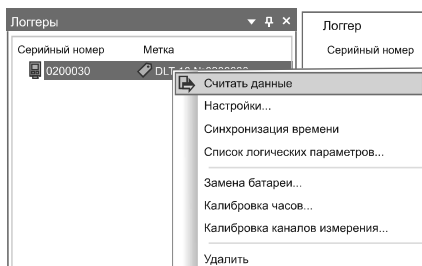 Логгеры
Логгер
Серийный номер Метка
Серийный номер
0200030
Считать данные
Настройки...
Синхронизация времени
Список логических параметров...
Замена батареи...
Калибровка часов...
Калибровка каналов измерения...
Удалить